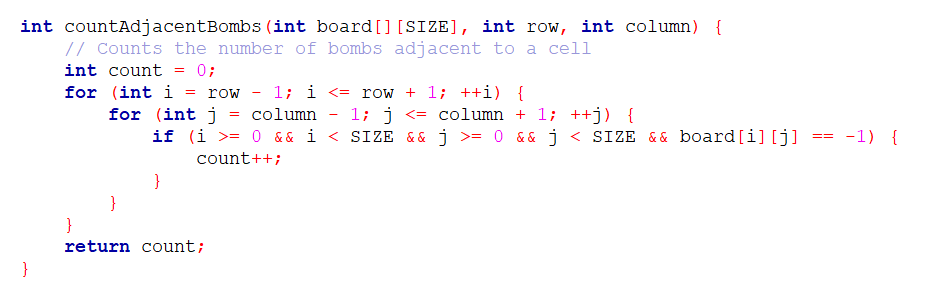 int countAdjacentBombs(int board[][SIZE], int row, int column) {
    // Counts the number of bombs adjacent to a cell
    int count = 0;
    for (int i = row - 1; i <= row + 1; ++i) {
        for (int j = column - 1; j <= column + 1; ++j) {
            if (i >= 0 && i < SIZE && j >= 0 && j < SIZE && board[i][j] == -1) {
                count++;
            }
        }
    }
    return count;
}